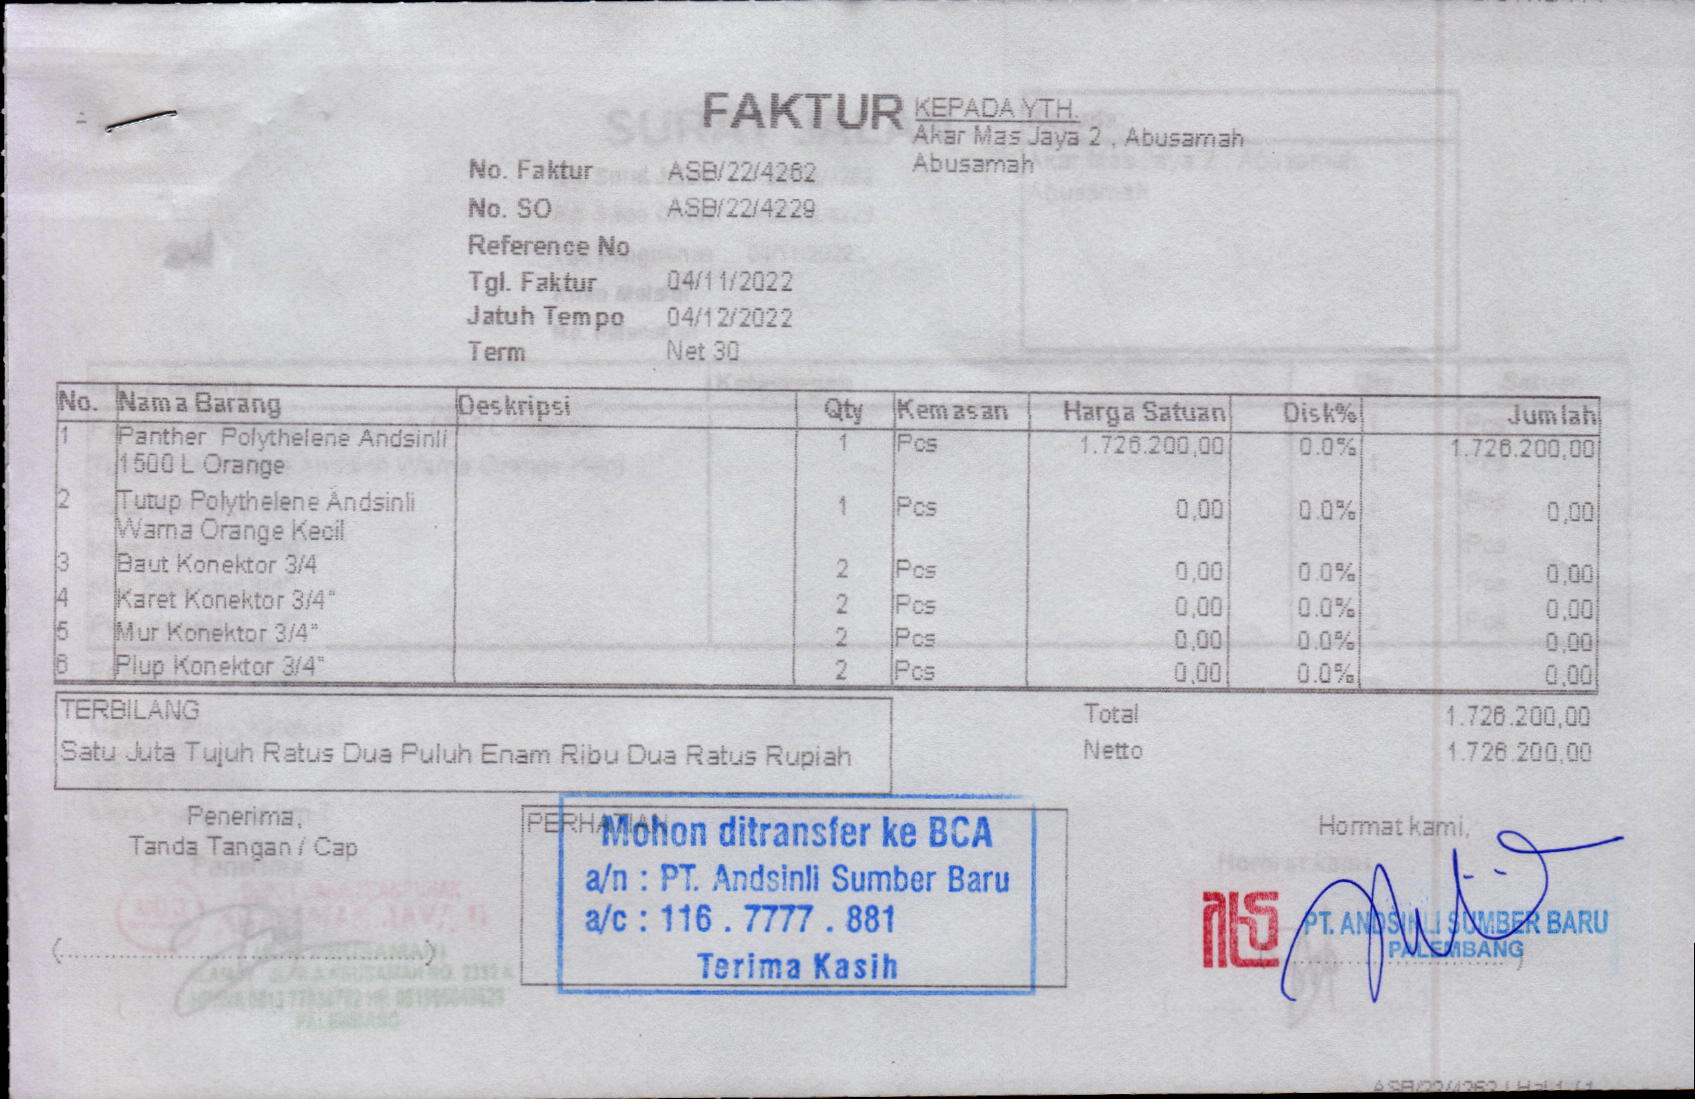 FAKTUR
KEPADA YTH.
Akar Mas Jaya 2 , Abusamah
Abusamah
No. Faktur ASB/22/4262
No. SO ASB/22/4229
Reference No
Tgl. Faktur 04/11/2022
Jatuh Tempo 04/12/2022
Term Net 30
No. Nama Barang Deskripsi Qty Kemasan Harga Satuan Disk% Jumlah
1 Panther Polythelene Andsinli 1 Pcs 1.726.200,00 0.0% 1.726.200,00
1500 L Orange
2 Tutup Polythelene Andsinli 1 Pcs 0,00 0.0% 0,00
Warna Orange Kecil
3 Baut Konektor 3/4 2 Pcs 0,00 0.0% 0,00
4 Karet Konektor 3/4" 2 Pcs 0,00 0.0% 0,00
5 Mur Konektor 3/4" 2 Pcs 0,00 0.0% 0,00
6 Plup Konektor 3/4" 2 Pcs 0,00 0.0% 0,00
TERBILANG
Satu Juta Tujuh Ratus Dua Puluh Enam Ribu Dua Ratus Rupiah
Total 1.726.200,00
Netto 1.726.200,00
Penerima,
Tanda Tangan / Cap
PERHATIAN
Mohon ditransfer ke BCA
a/n : PT. Andsinli Sumber Baru
a/c : 116 . 7777 . 881
Terima Kasih
Hormat kami,
PT. ANDSINLI SUMBER BARU
PALEMBANG
ASB/22/4262 | Hal 1 / 1